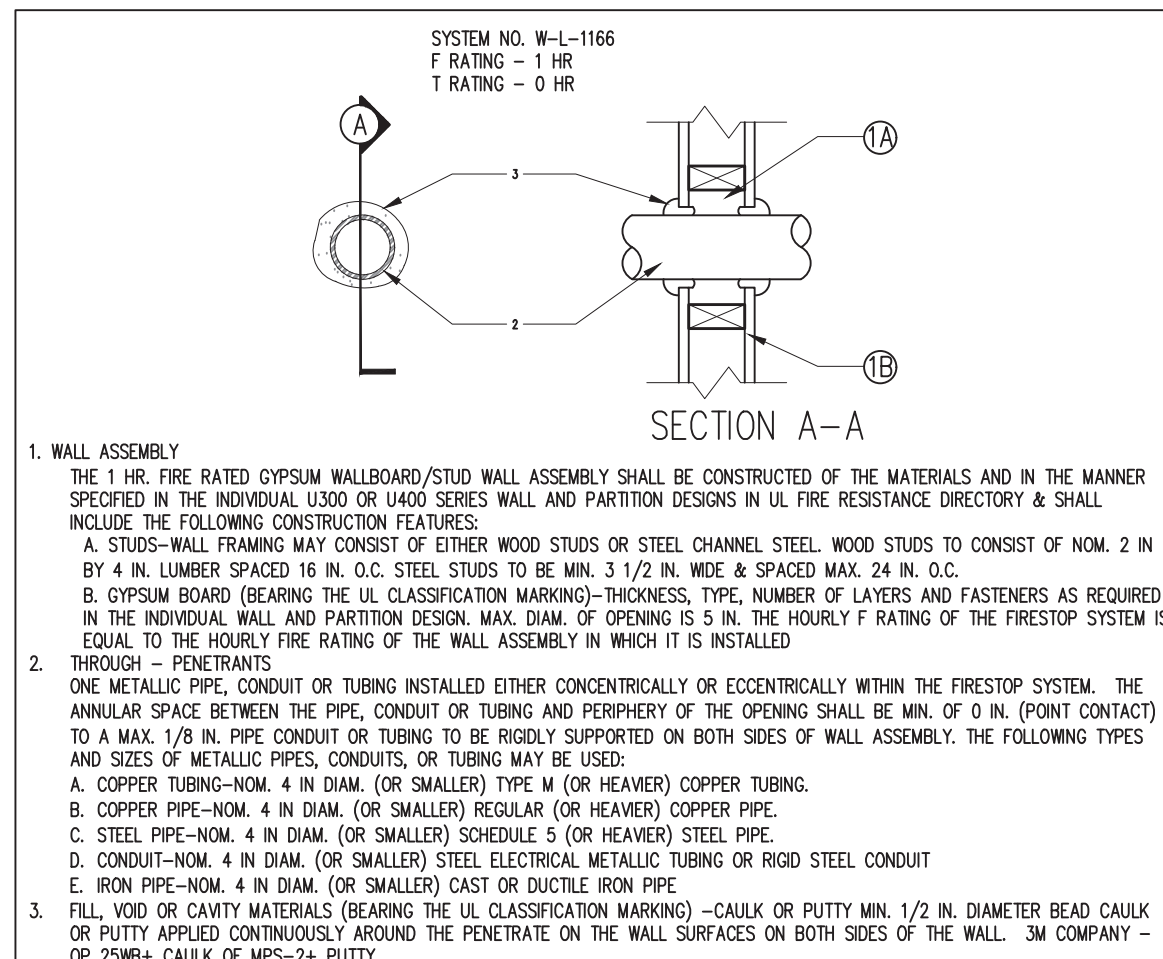 SYSTEM NO. W-L-1166
F RATING - 1 HR
T RATING - 0 HR
A
1A
3
2
1B
SECTION A-A
1. WALL ASSEMBLY
THE 1 HR. FIRE RATED GYPSUM WALLBOARD/STUD WALL ASSEMBLY SHALL BE CONSTRUCTED OF THE MATERIALS AND IN THE MANNER
SPECIFIED IN THE INDIVIDUAL U300 OR U400 SERIES WALL AND PARTITION DESIGNS IN UL FIRE RESISTANCE DIRECTORY & SHALL
INCLUDE THE FOLLOWING CONSTRUCTION FEATURES:
A. STUDS-WALL FRAMING MAY CONSIST OF EITHER WOOD STUDS OR STEEL CHANNEL STEEL. WOOD STUDS TO CONSIST OF NOM. 2 IN
BY 4 IN. LUMBER SPACED 16 IN. O.C. STEEL STUDS TO BE MIN. 3 1/2 IN. WIDE & SPACED MAX. 24 IN. O.C.
B. GYPSUM BOARD (BEARING THE UL CLASSIFICATION MARKING)-THICKNESS, TYPE, NUMBER OF LAYERS AND FASTENERS AS REQUIRED
IN THE INDIVIDUAL WALL AND PARTITION DESIGN. MAX. DIAM. OF OPENING IS 5 IN. THE HOURLY F RATING OF THE FIRESTOP SYSTEM IS
EQUAL TO THE HOURLY FIRE RATING OF THE WALL ASSEMBLY IN WHICH IT IS INSTALLED
2. THROUGH - PENETRANTS
ONE METALLIC PIPE, CONDUIT OR TUBING INSTALLED EITHER CONCENTRICALLY OR ECCENTRICALLY WITHIN THE FIRESTOP SYSTEM. THE
ANNULAR SPACE BETWEEN THE PIPE, CONDUIT OR TUBING AND PERIPHERY OF THE OPENING SHALL BE MIN. OF 0 IN. (POINT CONTACT)
TO A MAX. 1/8 IN. PIPE CONDUIT OR TUBING TO BE RIGIDLY SUPPORTED ON BOTH SIDES OF WALL ASSEMBLY. THE FOLLOWING TYPES
AND SIZES OF METALLIC PIPES, CONDUITS, OR TUBING MAY BE USED:
A. COPPER TUBING-NOM. 4 IN DIAM. (OR SMALLER) TYPE M (OR HEAVIER) COPPER TUBING.
B. COPPER PIPE-NOM. 4 IN DIAM. (OR SMALLER) REGULAR (OR HEAVIER) COPPER PIPE.
C. STEEL PIPE-NOM. 4 IN DIAM. (OR SMALLER) SCHEDULE 5 (OR HEAVIER) STEEL PIPE.
D. CONDUIT-NOM. 4 IN DIAM. (OR SMALLER) STEEL ELECTRICAL METALLIC TUBING OR RIGID STEEL CONDUIT
E. IRON PIPE-NOM. 4 IN DIAM. (OR SMALLER) CAST OR DUCTILE IRON PIPE
3. FILL, VOID OR CAVITY MATERIALS (BEARING THE UL CLASSIFICATION MARKING) -CAULK OR PUTTY MIN. 1/2 IN. DIAMETER BEAD CAULK
OR PUTTY APPLIED CONTINUOUSLY AROUND THE PENETRATE ON THE WALL SURFACES ON BOTH SIDES OF THE WALL. 3M COMPANY -
CP 25WB+ CAULK OF MPS-2+ PUTTY